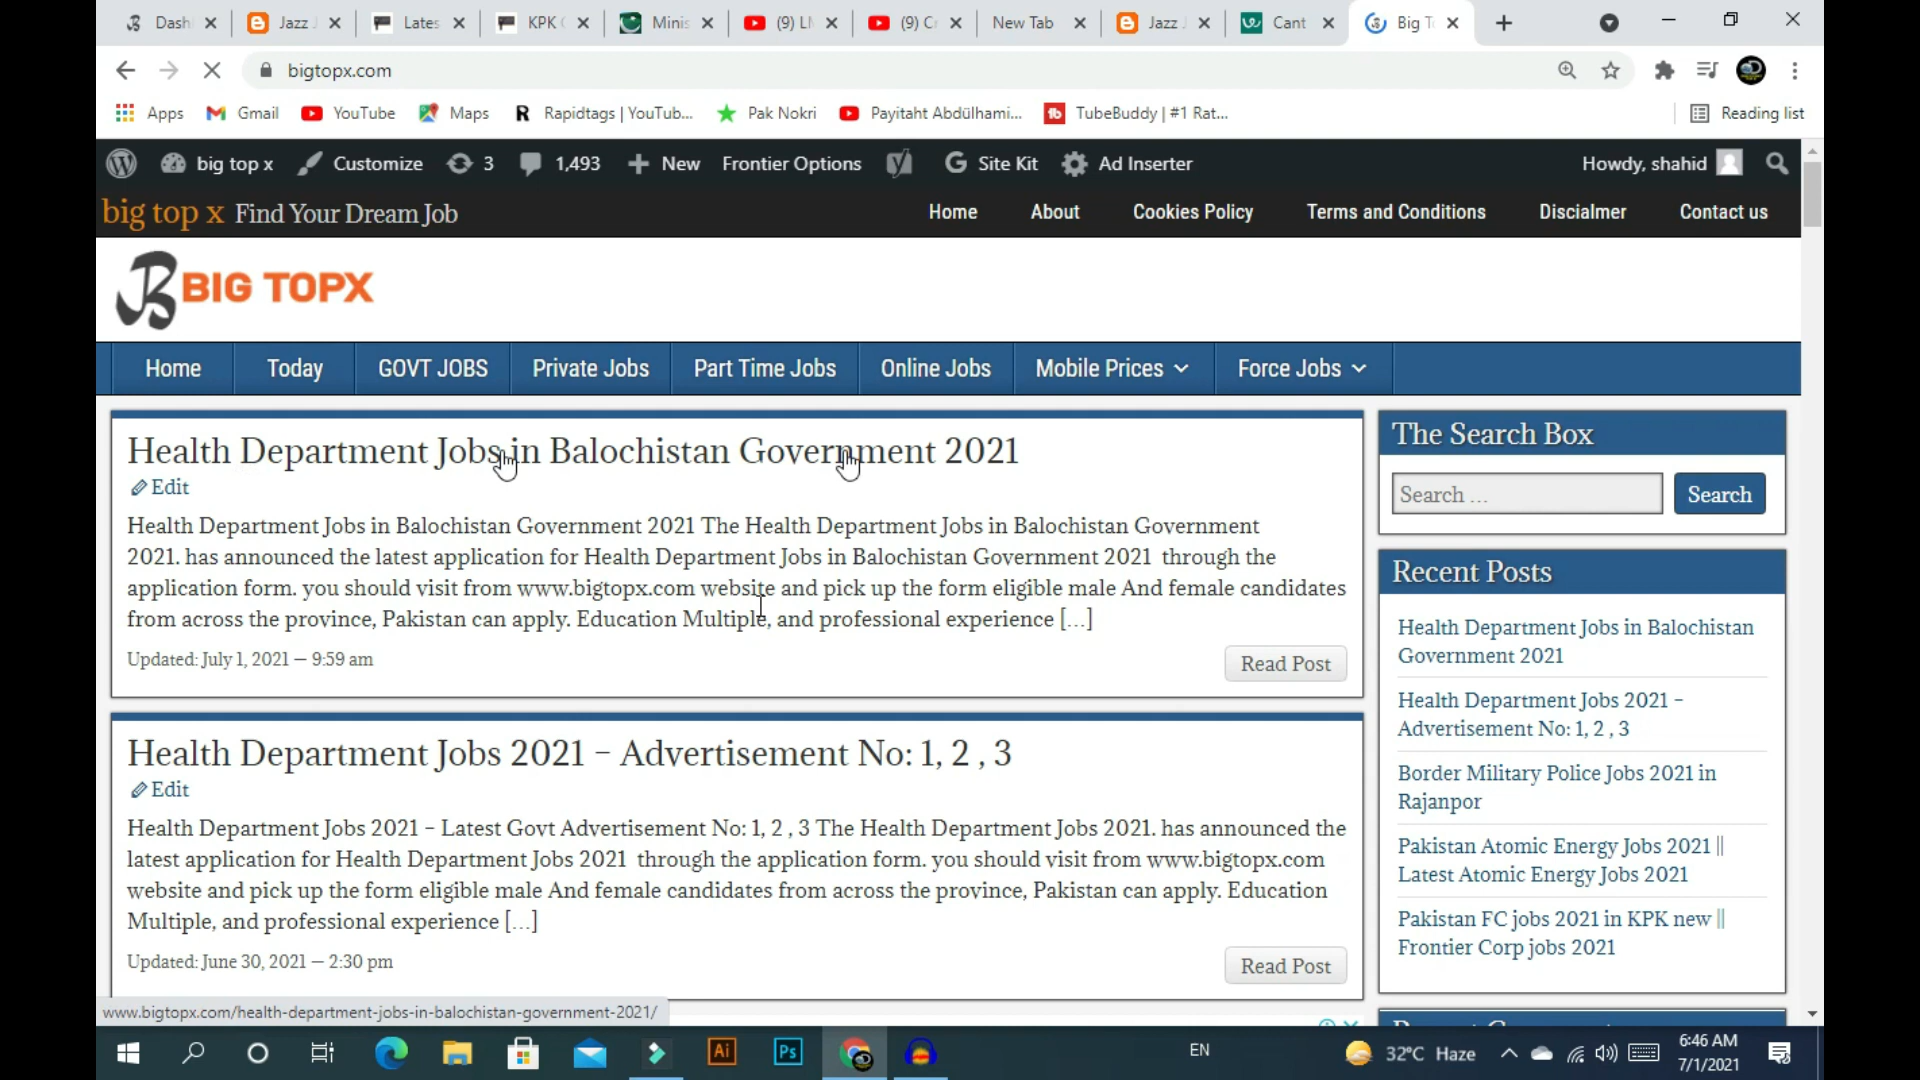 Dash
Jazz J
Lates
KPK
Minis
(9) LM
(9) Cr
New Tab
Jazz J
Cant
Big T
bigtopx.com
Apps
Gmail
YouTube
Maps
Rapidtags | YouTub...
Pak Nokri
Payitaht Abdülhami...
TubeBuddy | #1 Rat...
Reading list
big top x
Customize
3
1,493
New
Frontier Options
Site Kit
Ad Inserter
Howdy, shahid
big top x Find Your Dream Job
Home
About
Cookies Policy
Terms and Conditions
Discialmer
Contact us
BIG TOPX
Home
Today
GOVT JOBS
Private Jobs
Part Time Jobs
Online Jobs
Mobile Prices
Force Jobs
Health Department Jobs in Balochistan Government 2021
Edit
Health Department Jobs in Balochistan Government 2021 The Health Department Jobs in Balochistan Government
2021. has announced the latest application for Health Department Jobs in Balochistan Government 2021 through the
application form. you should visit from www.bigtopx.com website and pick up the form eligible male And female candidates
from across the province, Pakistan can apply. Education Multiple, and professional experience [...]
Updated: July 1, 2021 — 9:59 am
Read Post
Health Department Jobs 2021 – Advertisement No: 1, 2 , 3
Edit
Health Department Jobs 2021 – Latest Govt Advertisement No: 1, 2 , 3 The Health Department Jobs 2021. has announced the
latest application for Health Department Jobs 2021 through the application form. you should visit from www.bigtopx.com
website and pick up the form eligible male And female candidates from across the province, Pakistan can apply. Education
Multiple, and professional experience [...]
Updated: June 30, 2021 — 2:30 pm
Read Post
The Search Box
Search ...
Search
Recent Posts
Health Department Jobs in Balochistan
Government 2021
Health Department Jobs 2021 –
Advertisement No: 1, 2 , 3
Border Military Police Jobs 2021 in
Rajanpor
Pakistan Atomic Energy Jobs 2021 ||
Latest Atomic Energy Jobs 2021
Pakistan FC jobs 2021 in KPK new ||
Frontier Corp jobs 2021
www.bigtopx.com/health-department-jobs-in-balochistan-government-2021/
Ai
Ps
EN
32°C Haze
6:46 AM
7/1/2021